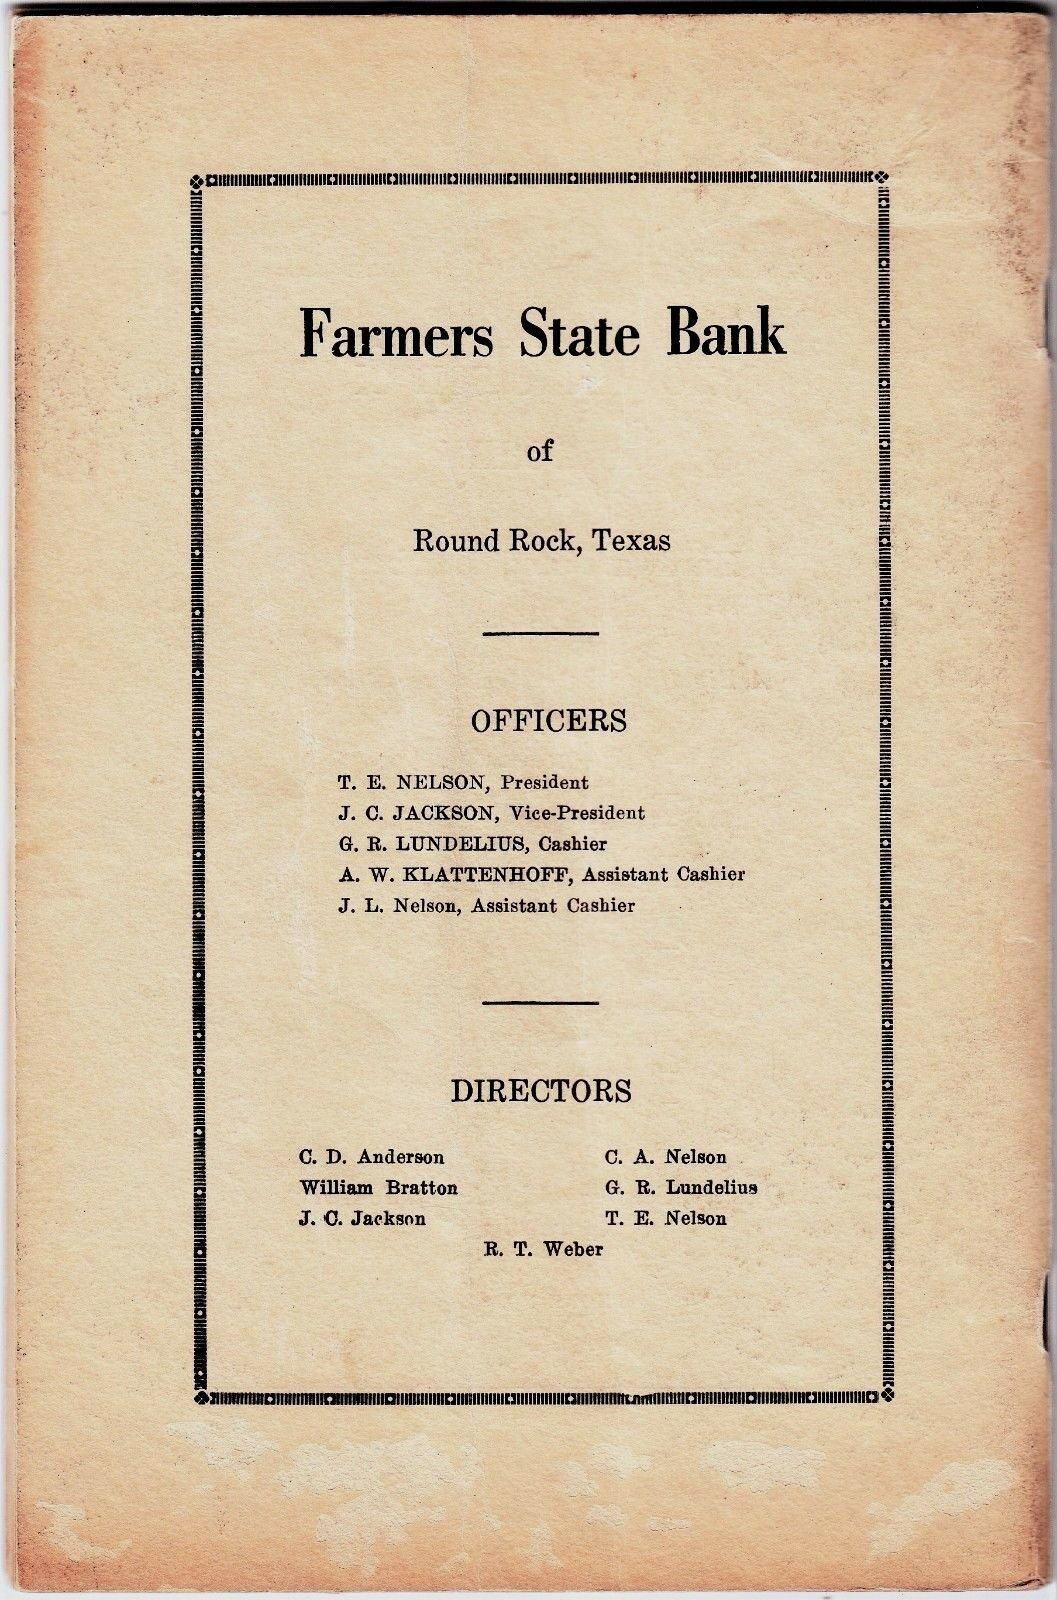 Farmers State Bank
of
Round Rock, Texas
OFFICERS
T. E. NELSON, President
J. C. JACKSON, Vice-President
G. R. LUNDELIUS, Cashier
A. W. KLATTENHOFF, Assistant Cashier
J. L. Nelson, Assistant Cashier
DIRECTORS
C. D. Anderson
William Bratton
J. C. Jackson
C. A. Nelson
G. R. Lundelius
T. E. Nelson
R. T. Weber